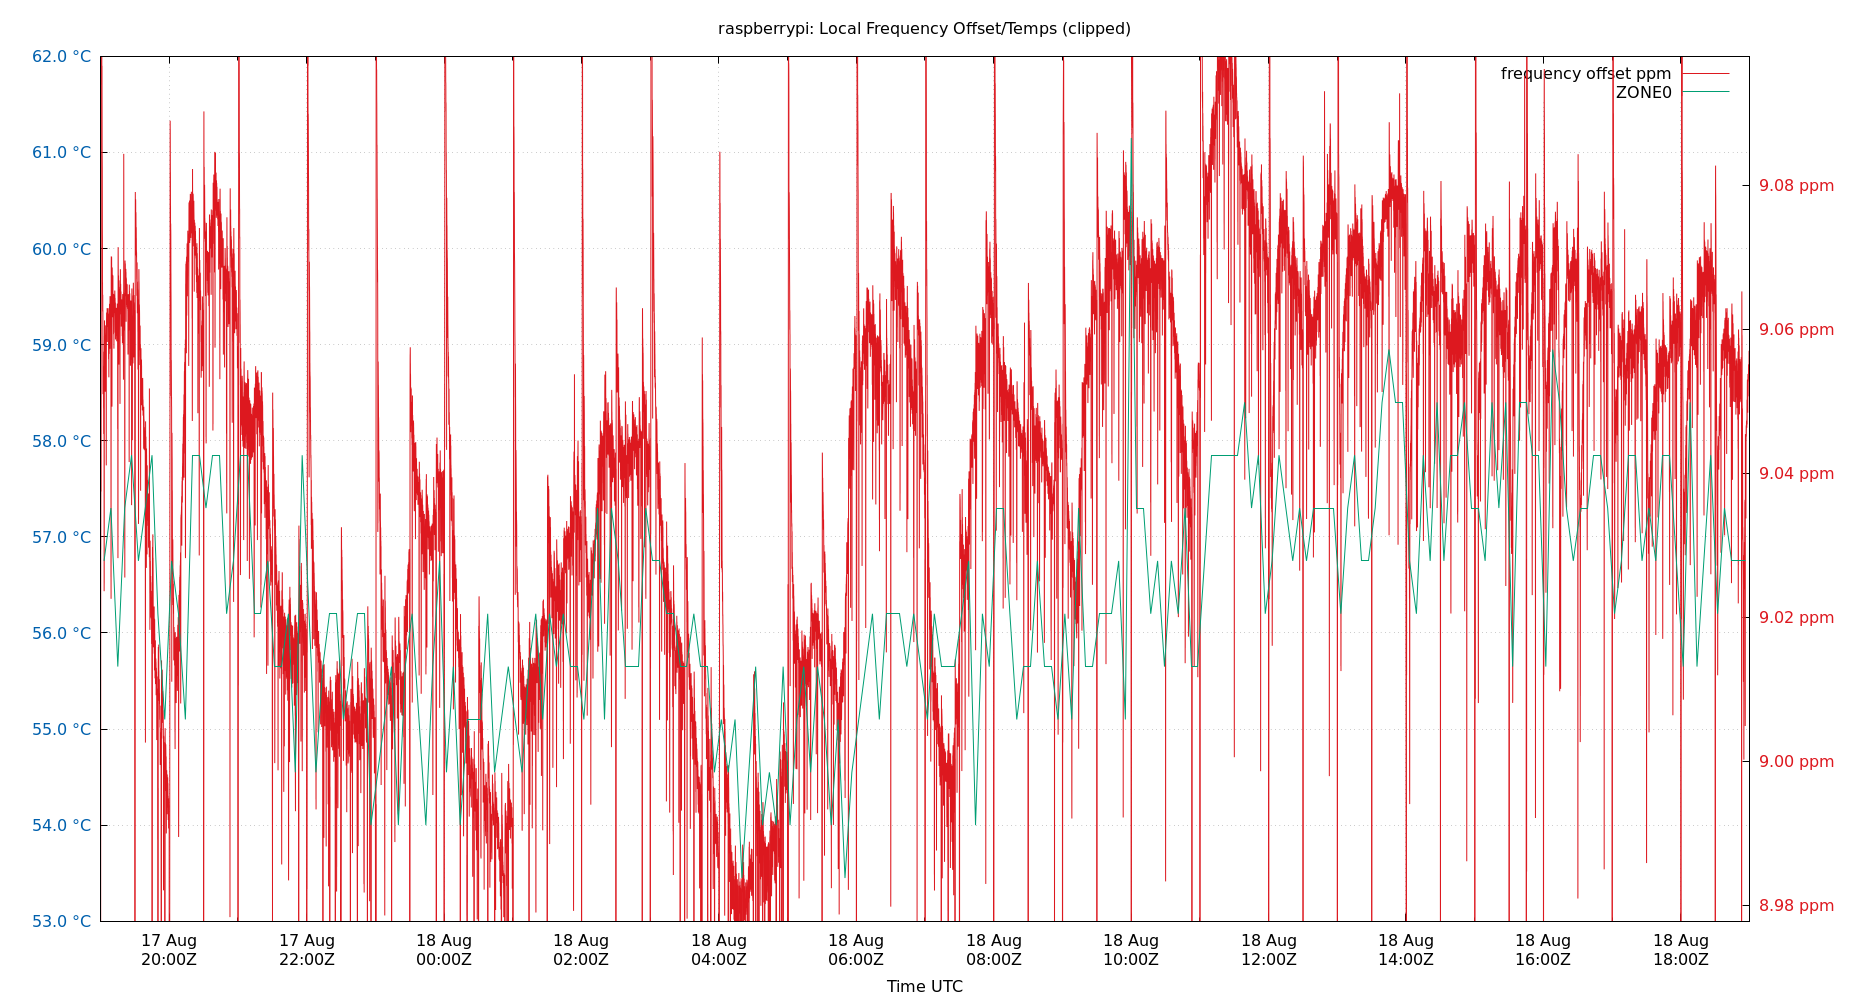 raspberrypi: Local Frequency Offset/Temps (clipped)
62.0 °C
61.0 °C
60.0 °C
59.0 °C
58.0 °C
57.0 °C
56.0 °C
55.0 °C
54.0 °C
53.0 °C
frequency offset ppm
ZONE0
9.08 ppm
9.06 ppm
9.04 ppm
9.02 ppm
9.00 ppm
8.98 ppm
17 Aug 17 Aug 18 Aug 18 Aug 18 Aug 18 Aug 18 Aug 18 Aug 18 Aug 18 Aug 18 Aug 18 Aug
20:00Z 22:00Z 00:00Z 02:00Z 04:00Z 06:00Z 08:00Z 10:00Z 12:00Z 14:00Z 16:00Z 18:00Z
Time UTC